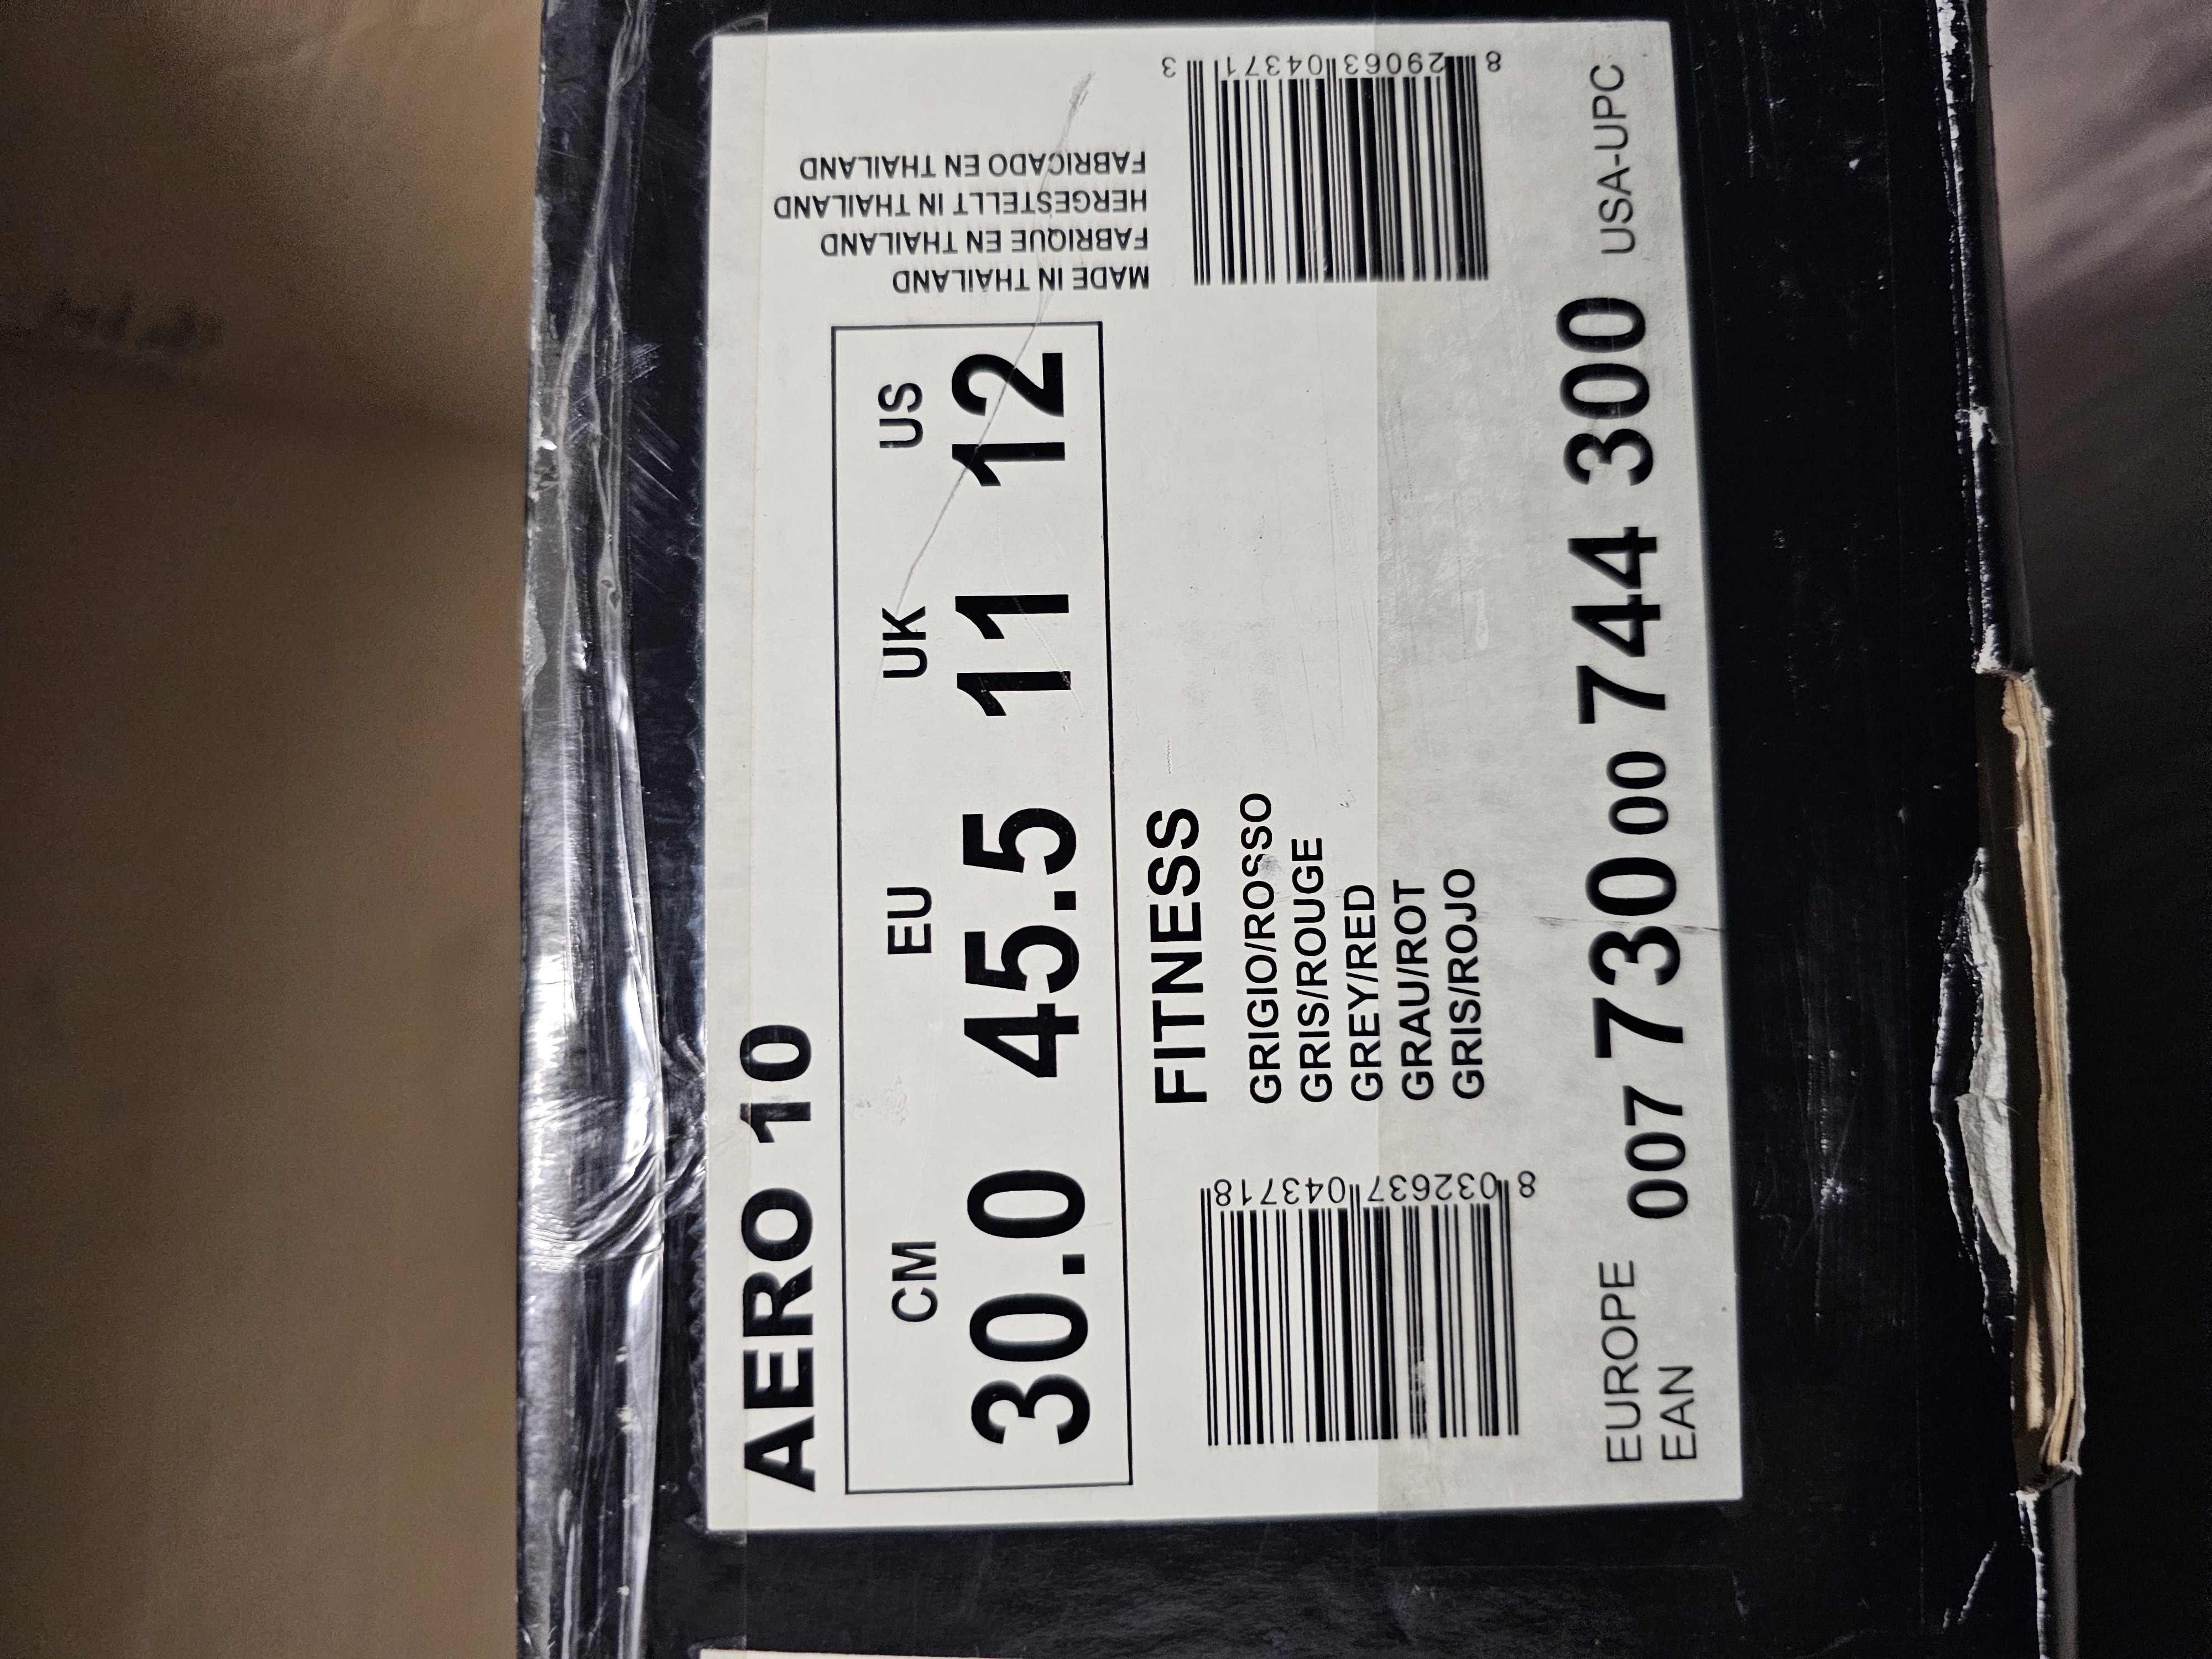 AERO 10
CM EU UK US
30.0 45.5 11 12
MADE IN THAILAND
FABRIQUE EN THAILAND
HERGESTELLT IN THAILAND
FABRICADO EN THAILAND
FITNESS
GRIGIO/ROSSO
GRIS/ROUGE
GREY/RED
GRAU/ROT
GRIS/ROJO
8 032637 043718
8 29063 04371 3
EUROPE
EAN
007 730 00 744 300
USA-UPC